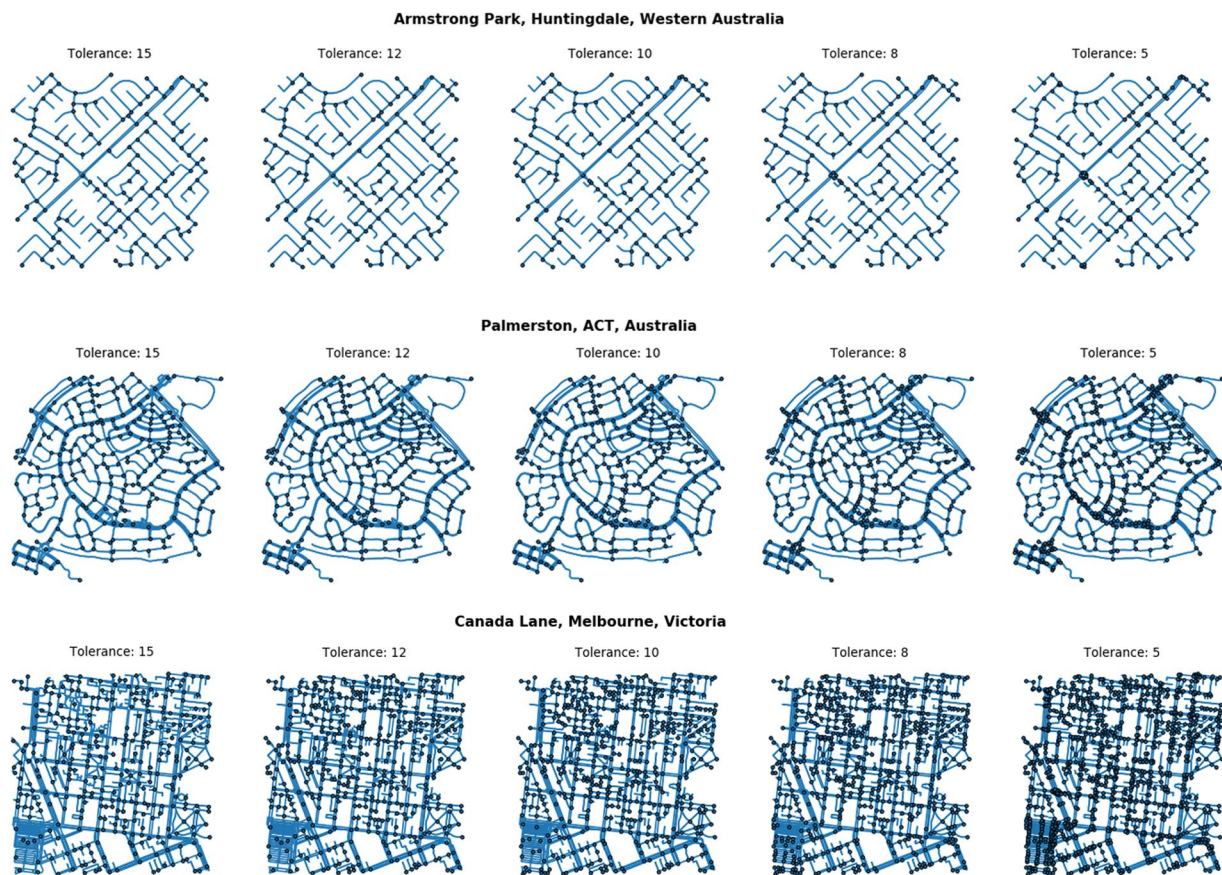 Armstrong Park, Huntingdale, Western Australia
Tolerance: 15
Tolerance: 12
Tolerance: 10
Tolerance: 8
Tolerance: 5
Palmerston, ACT, Australia
Tolerance: 15
Tolerance: 12
Tolerance: 10
Tolerance: 8
Tolerance: 5
Canada Lane, Melbourne, Victoria
Tolerance: 15
Tolerance: 12
Tolerance: 10
Tolerance: 8
Tolerance: 5